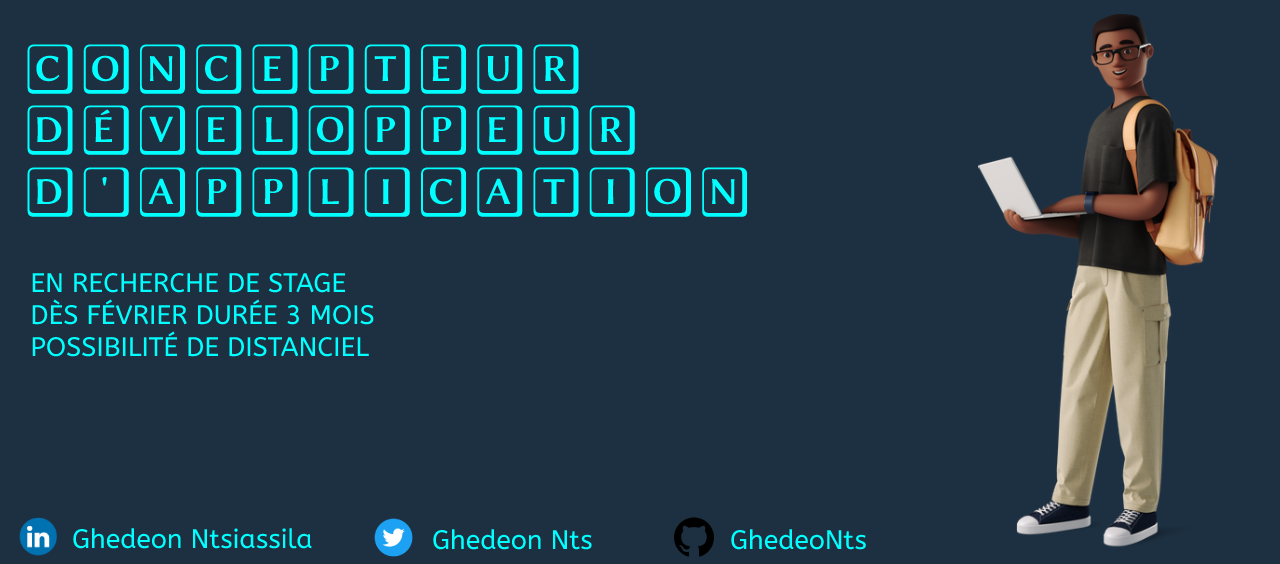 CONCEPTEUR
DÉVELOPPEUR
D'APPLICATION
EN RECHERCHE DE STAGE
DÈS FÉVRIER DURÉE 3 MOIS
POSSIBILITÉ DE DISTANCIEL
in Ghedeon Ntsiassila
Ghedeon Nts
GhedeoNts